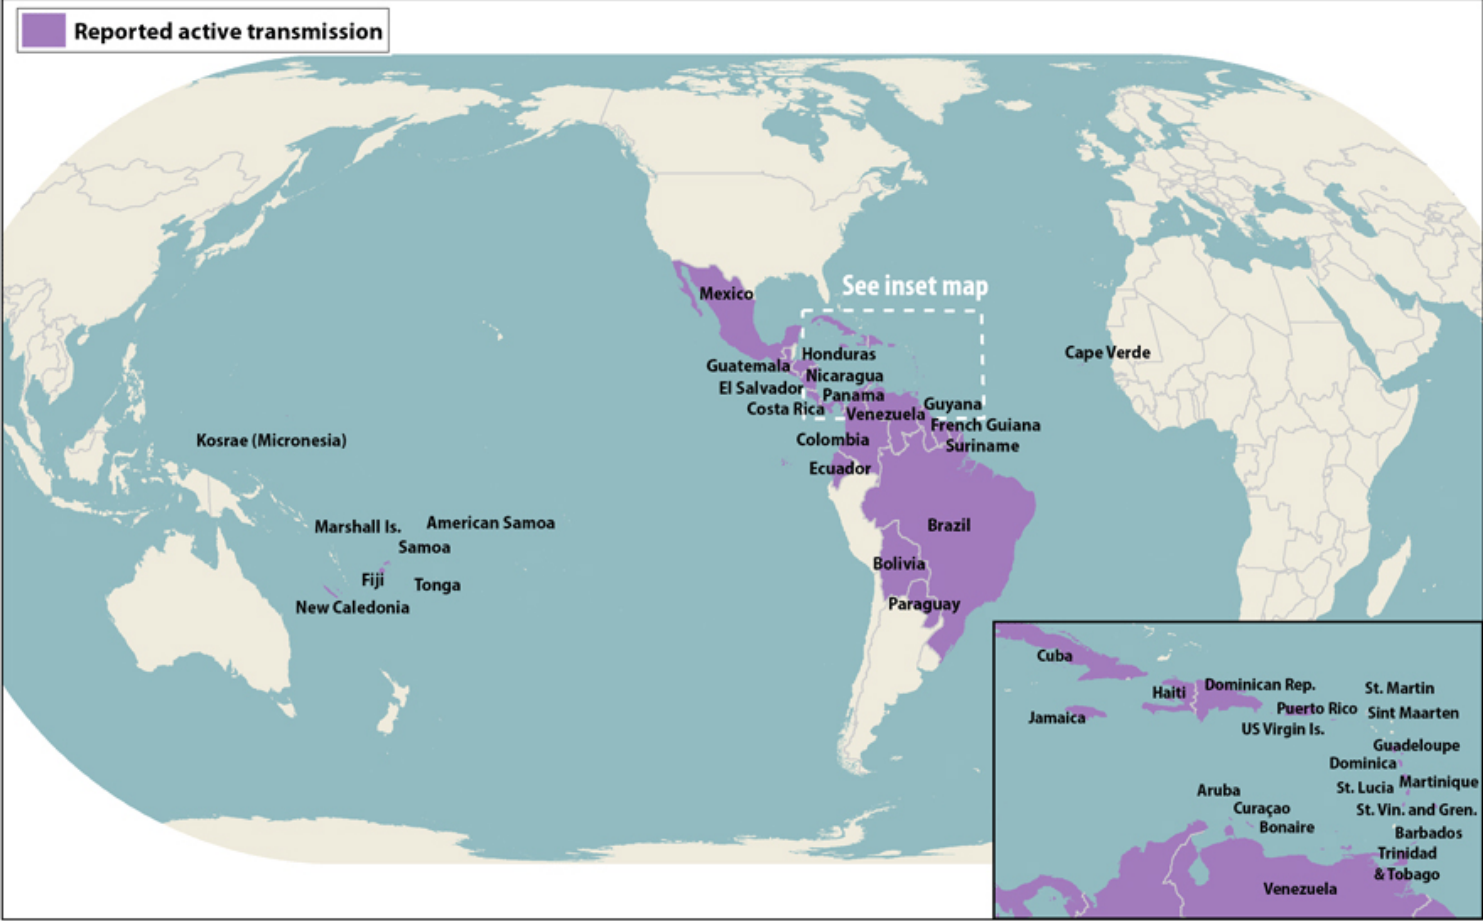 Reported active transmission
See inset map
Mexico
Honduras
Guatemala
Nicaragua
El Salvador
Panama
Costa Rica
Venezuela
Guyana
French Guiana
Suriname
Colombia
Ecuador
Brazil
Bolivia
Paraguay
Cape Verde
Kosrae (Micronesia)
Marshall Is.
American Samoa
Samoa
Fiji
Tonga
New Caledonia
Cuba
Haiti
Dominican Rep.
Jamaica
Puerto Rico
US Virgin Is.
St. Martin
Sint Maarten
Guadeloupe
Dominica
Martinique
St. Lucia
St. Vin. and Gren.
Barbados
Aruba
Curaçao
Bonaire
Trinidad
& Tobago
Venezuela